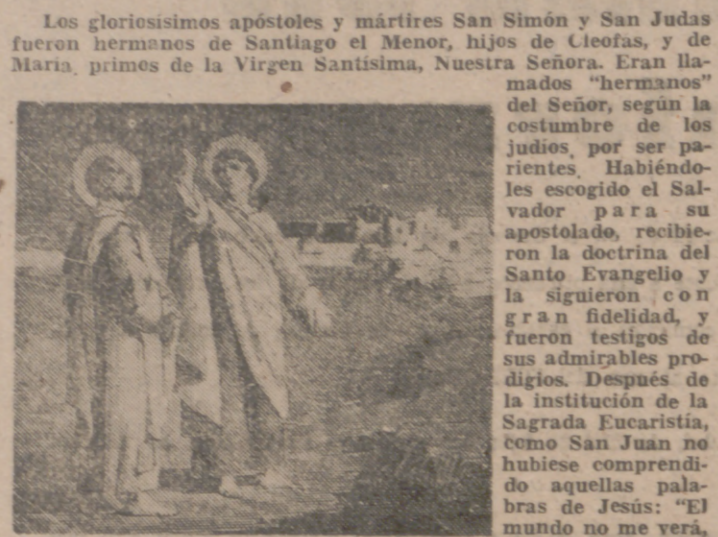 Los gloriosísimos apóstoles y mártires San Simón y San Judas
fueron hermanos de Santiago el Menor, hijos de Cleofas, y de
María, primos de la Virgen Santísima, Nuestra Señora. Eran lla-
mados "hermanos"
del Señor, según la
costumbre de los
judíos, por ser pa-
rientes. Habiéndo-
les escogido el Sal-
vador para su
apostolado, recibie-
ron la doctrina del
Santo Evangelio y
la siguieron con
gran fidelidad, y
fueron testigos de
sus admirables pro-
digios. Después de
la institución de la
Sagrada Eucaristía,
como San Juan no
hubiese comprendi-
do aquellas pala-
bras de Jesús: "El
mundo no me verá,